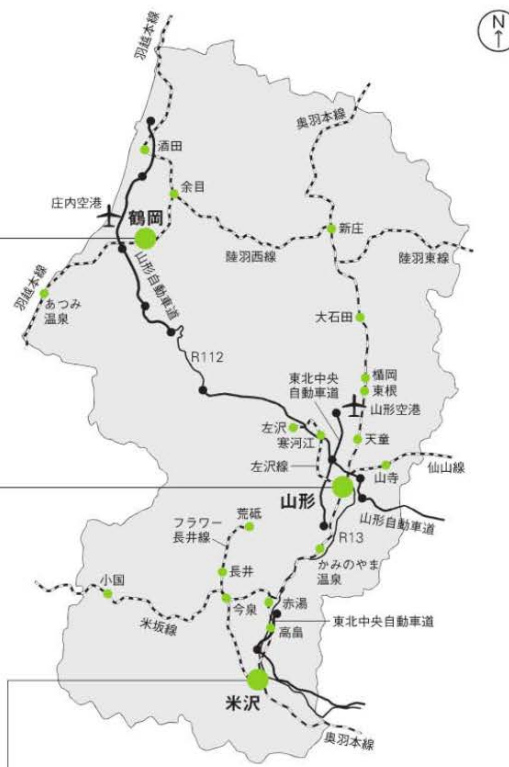 N
羽越本線
奥羽本線
酒田
余目
庄内空港
鶴岡
新庄
山形自動車道
陸羽西線
陸羽東線
羽越本線
あつみ
温泉
大石田
R112
楯岡
東根
東北中央
自動車道
山形空港
左沢
寒河江
天童
左沢線
山寺
仙山線
山形
山形自動車道
荒砥
フラワー
長井線
R13
かみのやま
温泉
長井
小国
今泉
赤湯
米坂線
東北中央自動車道
高畠
米沢
奥羽本線